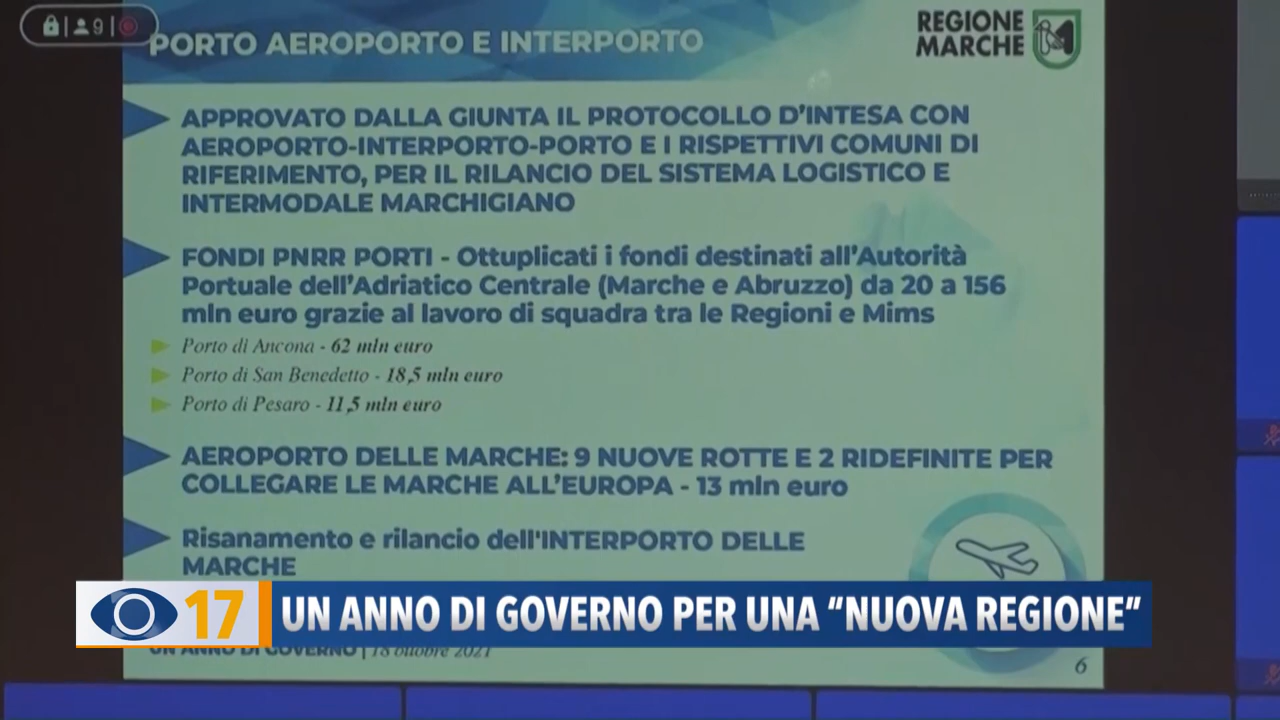 9
PORTO AEROPORTO E INTERPORTO
REGIONE
MARCHE
APPROVATO DALLA GIUNTA IL PROTOCOLLO D'INTESA CON
AEROPORTO-INTERPORTO-PORTO E I RISPETTIVI COMUNI DI
RIFERIMENTO, PER IL RILANCIO DEL SISTEMA LOGISTICO E
INTERMODALE MARCHIGIANO
FONDI PNRR PORTI - Ottuplicati i fondi destinati all'Autorità
Portuale dell'Adriatico Centrale (Marche e Abruzzo) da 20 a 156
mln euro grazie al lavoro di squadra tra le Regioni e Mims
Porto di Ancona - 62 mln euro
Porto di San Benedetto - 18,5 mln euro
Porto di Pesaro - 11,5 mln euro
AEROPORTO DELLE MARCHE: 9 NUOVE ROTTE E 2 RIDEFINITE PER
COLLEGARE LE MARCHE ALL'EUROPA - 13 mln euro
Risanamento e rilancio dell'INTERPORTO DELLE
MARCHE
17 UN ANNO DI GOVERNO PER UNA “NUOVA REGIONE”
UN ANNO DI GOVERNO | 18 ottobre 2021
6